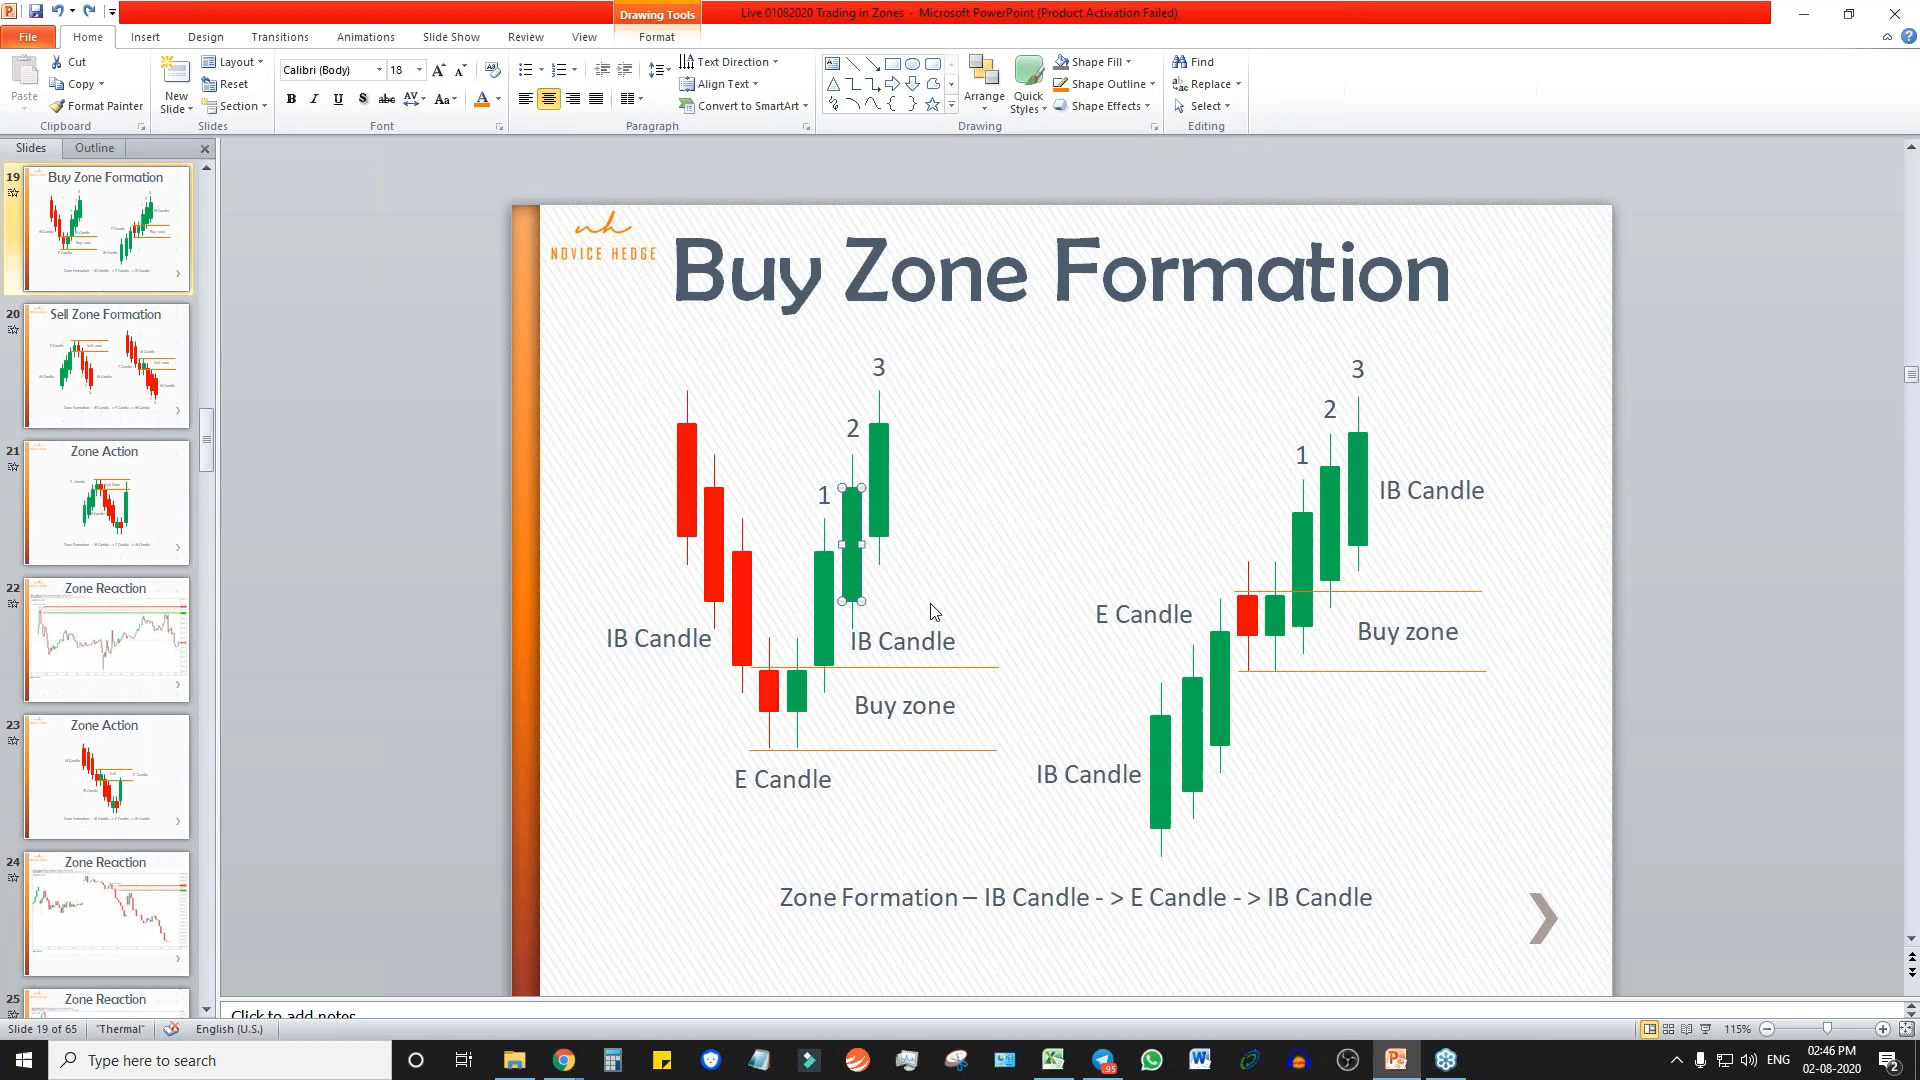 Drawing Tools
Live 01082020 Trading in Zones - Microsoft PowerPoint (Product Activation Failed)
File Home Insert Design Transitions Animations Slide Show Review View Format
Paste
Cut
Copy
Format Painter
Clipboard
New
Slide
Layout
Reset
Section
Slides
Calibri (Body) 18
Font
Text Direction
Align Text
Convert to SmartArt
Paragraph
Arrange
Quick
Styles
Shape Fill
Shape Outline
Shape Effects
Drawing
Find
Replace
Select
Editing
Slides Outline
19 Buy Zone Formation
20 Sell Zone Formation
21 Zone Action
22 Zone Reaction
23 Zone Action
24 Zone Reaction
25 Zone Reaction
NOVICE HEDGE
Buy Zone Formation
3
2
1
IB Candle
IB Candle
Buy zone
E Candle
3
2
1
IB Candle
E Candle
Buy zone
IB Candle
Zone Formation – IB Candle - > E Candle - > IB Candle
Click to add notes
Slide 19 of 65 "Thermal" English (U.S.) 115%
Type here to search
95
ENG
02:46 PM
02-08-2020
2